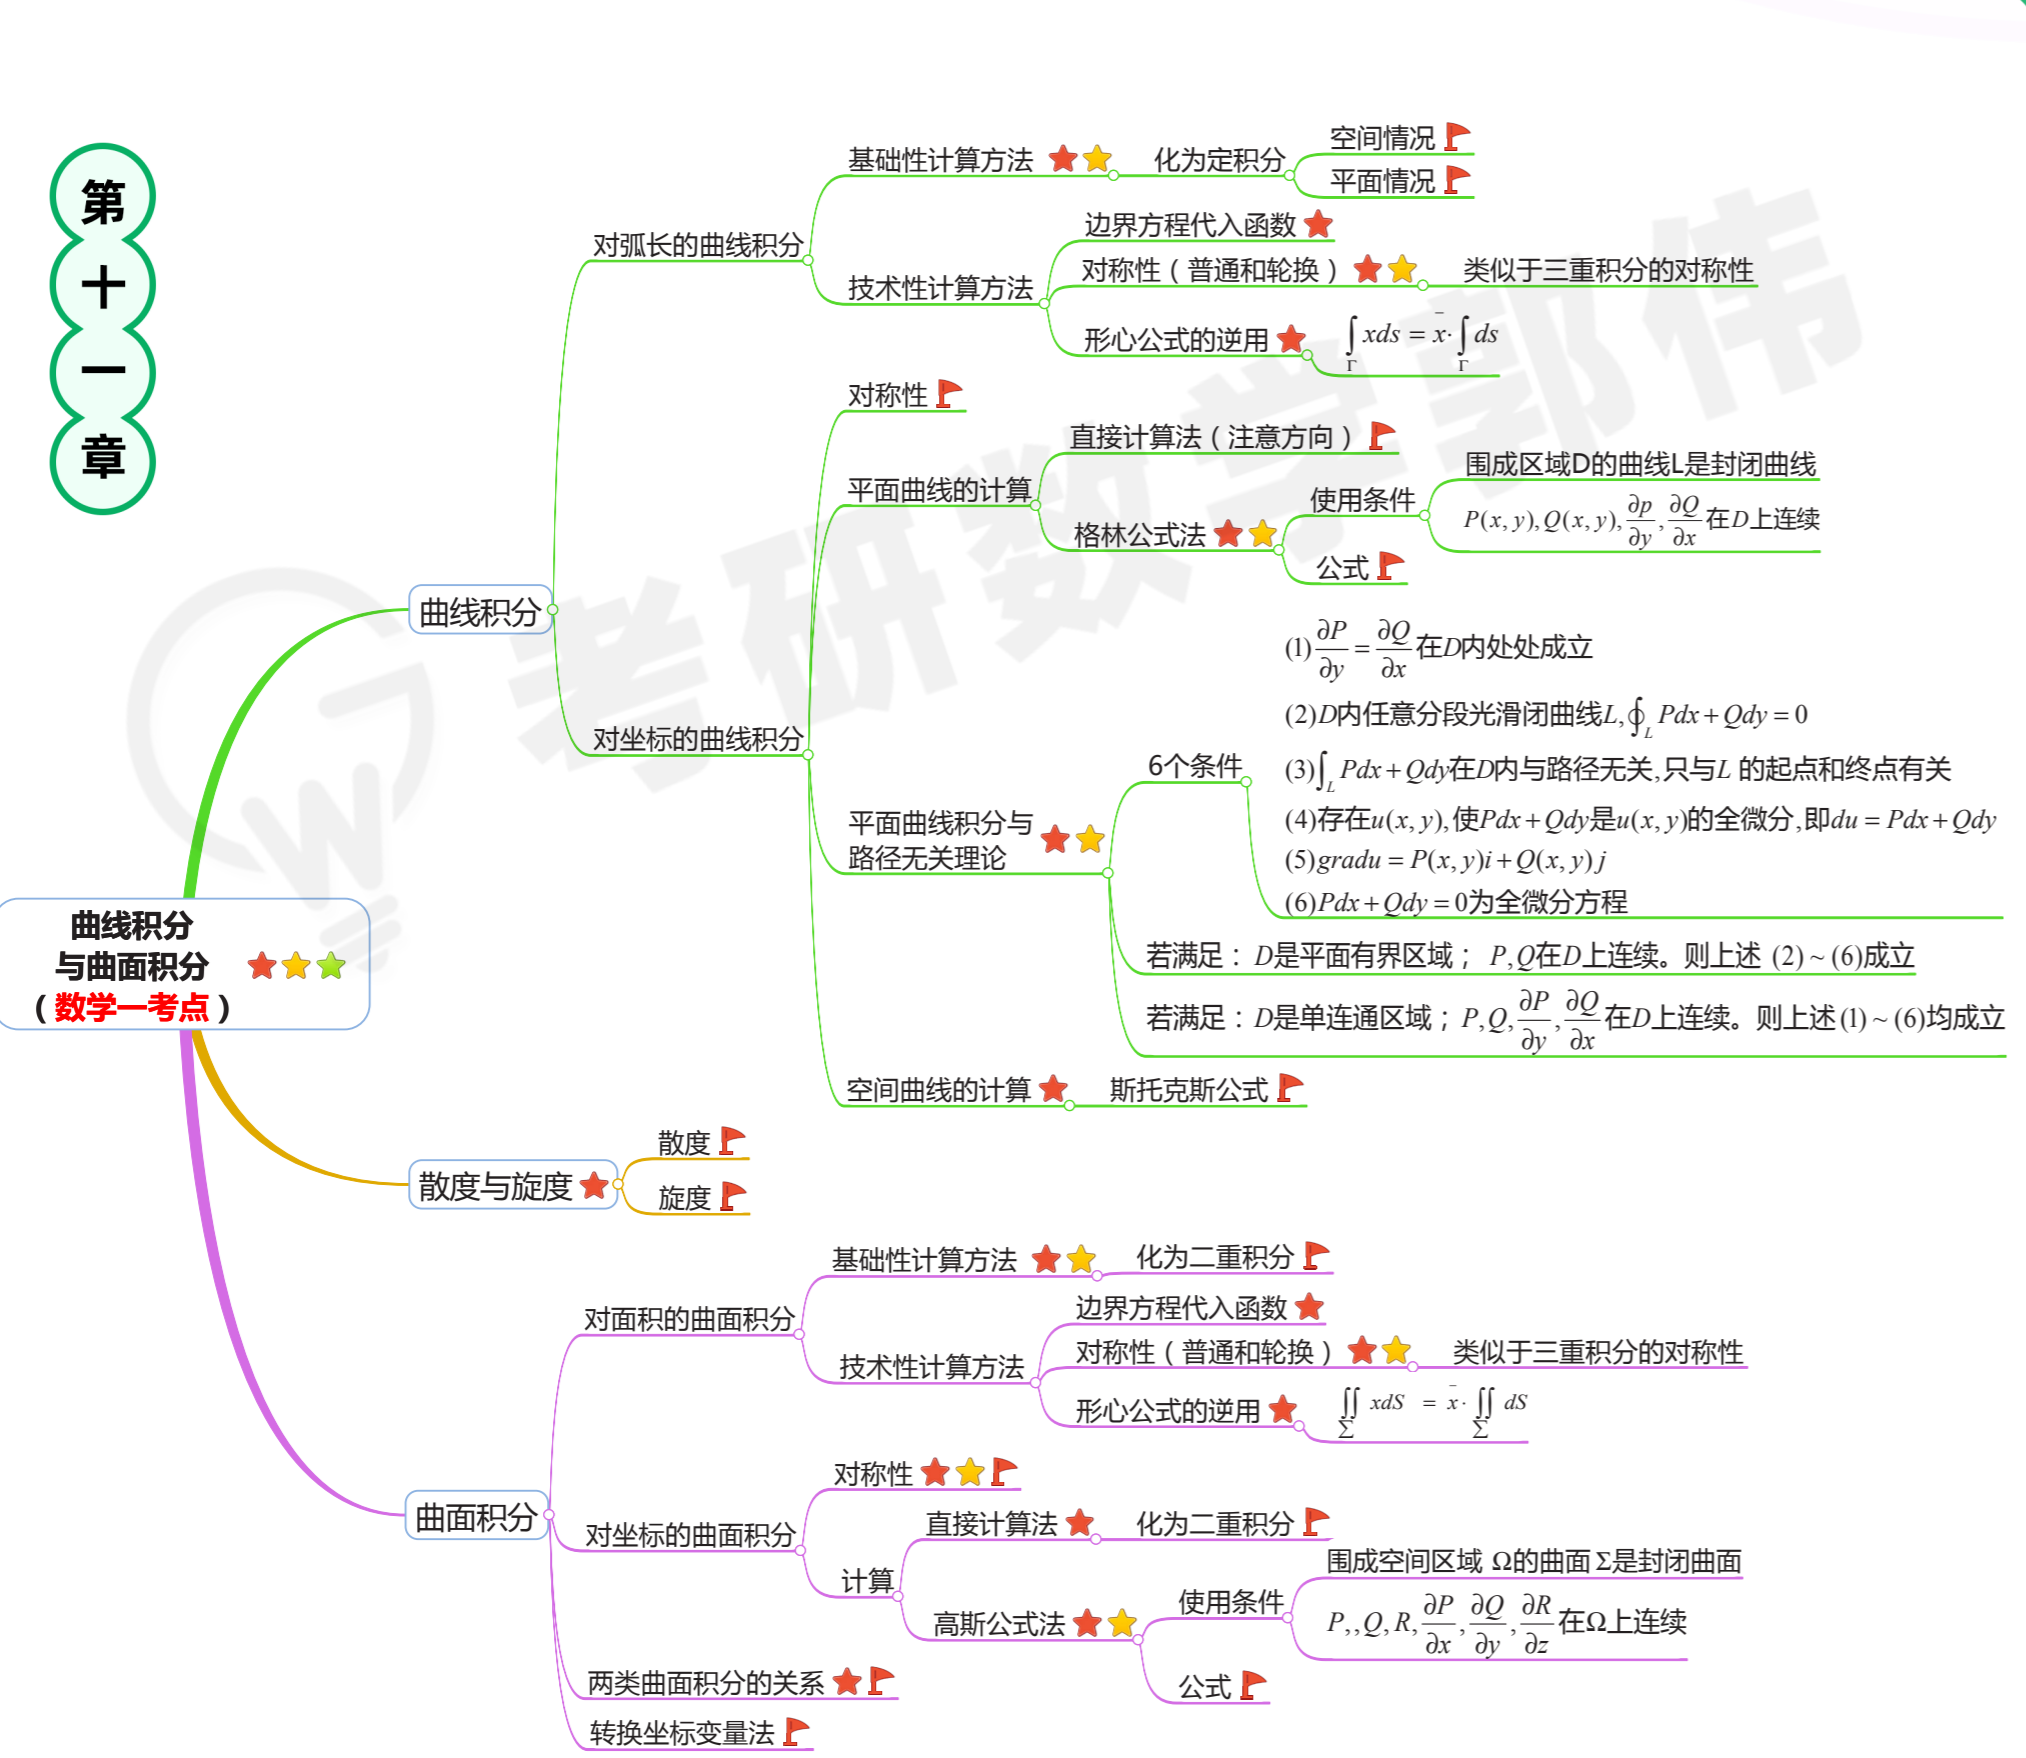 第
十
一
章
曲线积分
与曲面积分
(数学一考点)
曲线积分
对弧长的曲线积分
基础性计算方法
化为定积分
空间情况
平面情况
技术性计算方法
边界方程代入函数
对称性(普通和轮换)
类似于三重积分的对称性
形心公式的逆用
∫_Γ xds = x̄·∫_Γ ds
对坐标的曲线积分
对称性
平面曲线的计算
直接计算法(注意方向)
格林公式法
使用条件
围成区域D的曲线L是封闭曲线
P(x, y), Q(x, y), ∂p/∂y, ∂Q/∂x 在D上连续
公式
平面曲线积分与
路径无关理论
6个条件
(1) ∂P/∂y = ∂Q/∂x 在D内处处成立
(2)D内任意分段光滑闭曲线L, ∮_L Pdx + Qdy = 0
(3)∫_L Pdx + Qdy在D内与路径无关,只与L 的起点和终点有关
(4)存在u(x, y),使Pdx + Qdy是u(x, y)的全微分,即du = Pdx + Qdy
(5)gradu = P(x, y)i + Q(x, y)j
(6)Pdx + Qdy = 0为全微分方程
若满足：D是平面有界区域；P,Q在D上连续。则上述 (2) ~ (6)成立
若满足：D是单连通区域；P,Q, ∂P/∂y, ∂Q/∂x 在D上连续。则上述(1) ~ (6)均成立
空间曲线的计算
斯托克斯公式
散度与旋度
散度
旋度
曲面积分
对面积的曲面积分
基础性计算方法
化为二重积分
技术性计算方法
边界方程代入函数
对称性(普通和轮换)
类似于三重积分的对称性
形心公式的逆用
∬_Σ xdS = x̄·∬_Σ dS
对坐标的曲面积分
对称性
计算
直接计算法
化为二重积分
高斯公式法
使用条件
围成空间区域 Ω的曲面Σ是封闭曲面
P,,Q, R, ∂P/∂x, ∂Q/∂y, ∂R/∂z 在Ω上连续
公式
两类曲面积分的关系
转换坐标变量法
考研数学郭伟